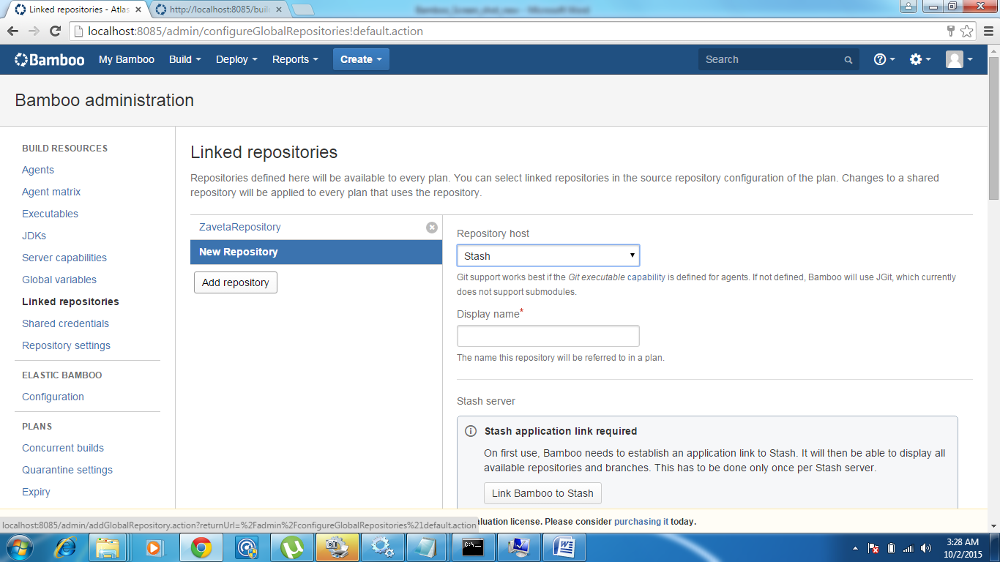 Linked repositories - Atlas
http://localhost:8085/buil
Bamboo_Screen_shot_new - Microsoft Word
localhost:8085/admin/configureGlobalRepositories!default.action
Bamboo My Bamboo Build Deploy Reports Create Search
Bamboo administration
BUILD RESOURCES
Agents
Agent matrix
Executables
JDKs
Server capabilities
Global variables
Linked repositories
Shared credentials
Repository settings
ELASTIC BAMBOO
Configuration
PLANS
Concurrent builds
Quarantine settings
Expiry
Linked repositories
Repositories defined here will be available to every plan. You can select linked repositories in the source repository configuration of the plan. Changes to a shared
repository will be applied to every plan that uses the repository.
ZavetaRepository
New Repository
Add repository
Repository host
Stash
Git support works best if the Git executable capability is defined for agents. If not defined, Bamboo will use JGit, which currently
does not support submodules.
Display name*
The name this repository will be referred to in a plan.
Stash server
Stash application link required
On first use, Bamboo needs to establish an application link to Stash. It will then be able to display all
available repositories and branches. This has to be done only once per Stash server.
Link Bamboo to Stash
license. Please consider purchasing it today.
localhost:8085/admin/addGlobalRepository.action?returnUrl=%2Fadmin%2FconfigureGlobalRepositories%21default.action
C:\.
3:28 AM
10/2/2015